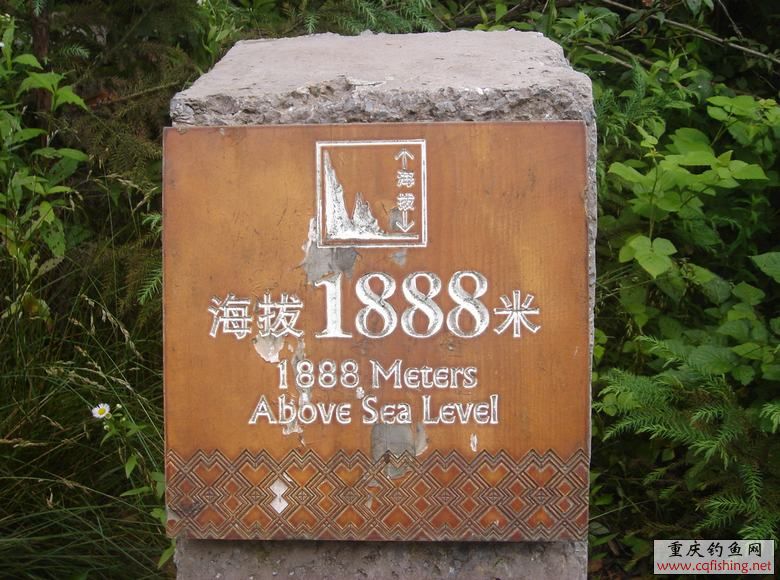 海拔
海拔1888米
1888 Meters
Above Sea Level
重庆钓鱼网
www.cqfishing.net